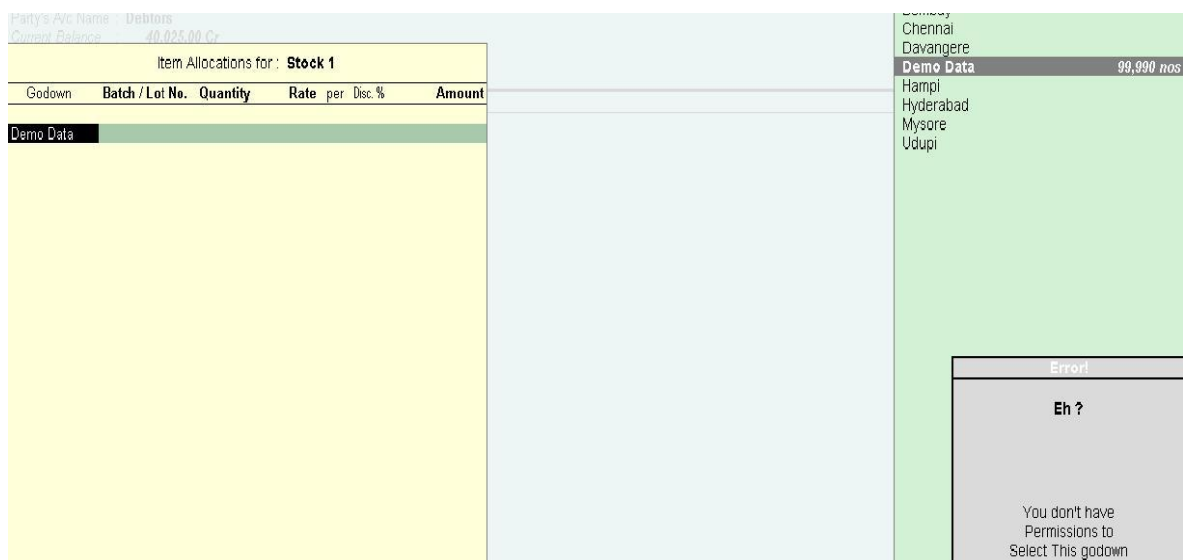 Party's A/c Name : Debtors
Current Balance : 40,025.00 Cr
Item Allocations for : Stock 1
Godown Batch / Lot No. Quantity Rate per Disc. % Amount
Demo Data
Bombay
Chennai
Davangere
Demo Data 99,990 nos
Hampi
Hyderabad
Mysore
Udupi
Error!
Eh ?
You don't have
Permissions to
Select This godown